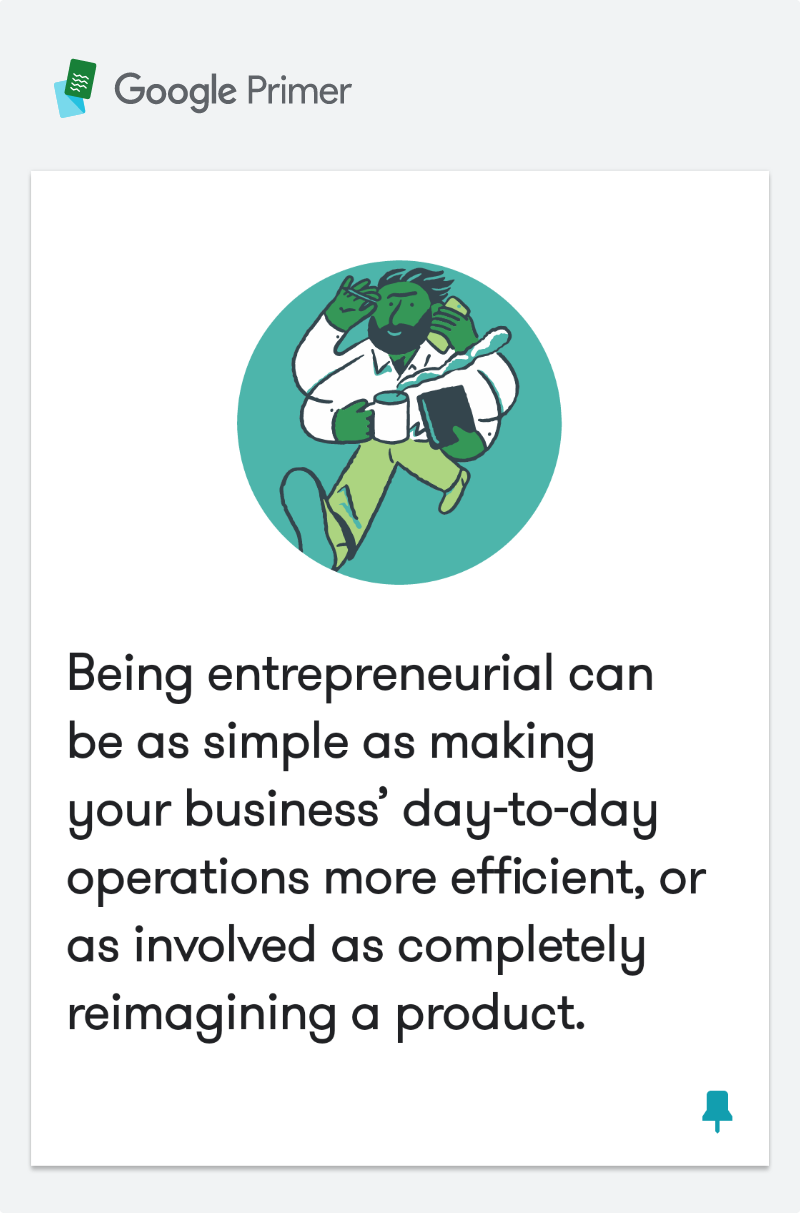 Google Primer
Being entrepreneurial can
be as simple as making
your business’ day-to-day
operations more efficient, or
as involved as completely
reimagining a product.